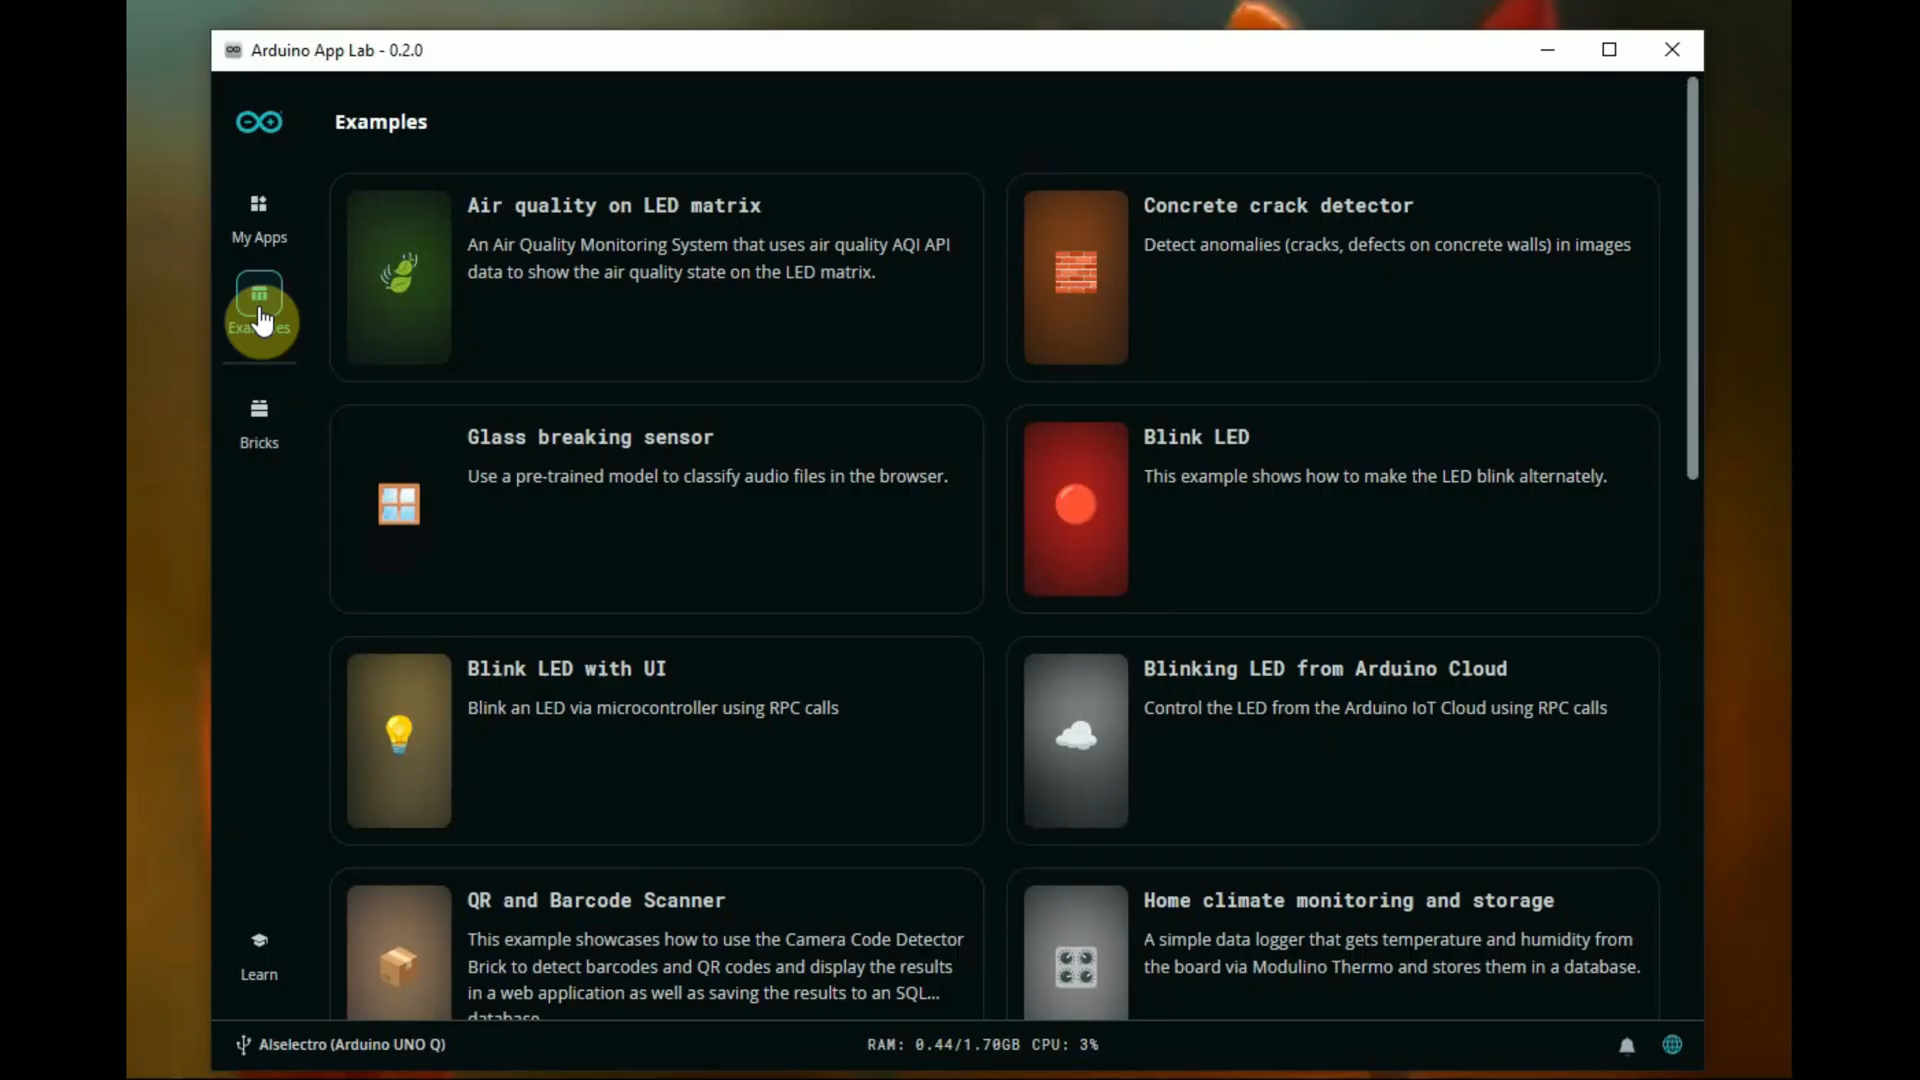 Arduino App Lab - 0.2.0
Examples
My Apps
Examples
Bricks
Learn
Air quality on LED matrix
An Air Quality Monitoring System that uses air quality AQI API
data to show the air quality state on the LED matrix.
Concrete crack detector
Detect anomalies (cracks, defects on concrete walls) in images
Glass breaking sensor
Use a pre-trained model to classify audio files in the browser.
Blink LED
This example shows how to make the LED blink alternately.
Blink LED with UI
Blink an LED via microcontroller using RPC calls
Blinking LED from Arduino Cloud
Control the LED from the Arduino IoT Cloud using RPC calls
QR and Barcode Scanner
This example showcases how to use the Camera Code Detector
Brick to detect barcodes and QR codes and display the results
in a web application as well as saving the results to an SQL...
database
Home climate monitoring and storage
A simple data logger that gets temperature and humidity from
the board via Modulino Thermo and stores them in a database.
Alselectro (Arduino UNO Q)
RAM: 0.44/1.70GB CPU: 3%